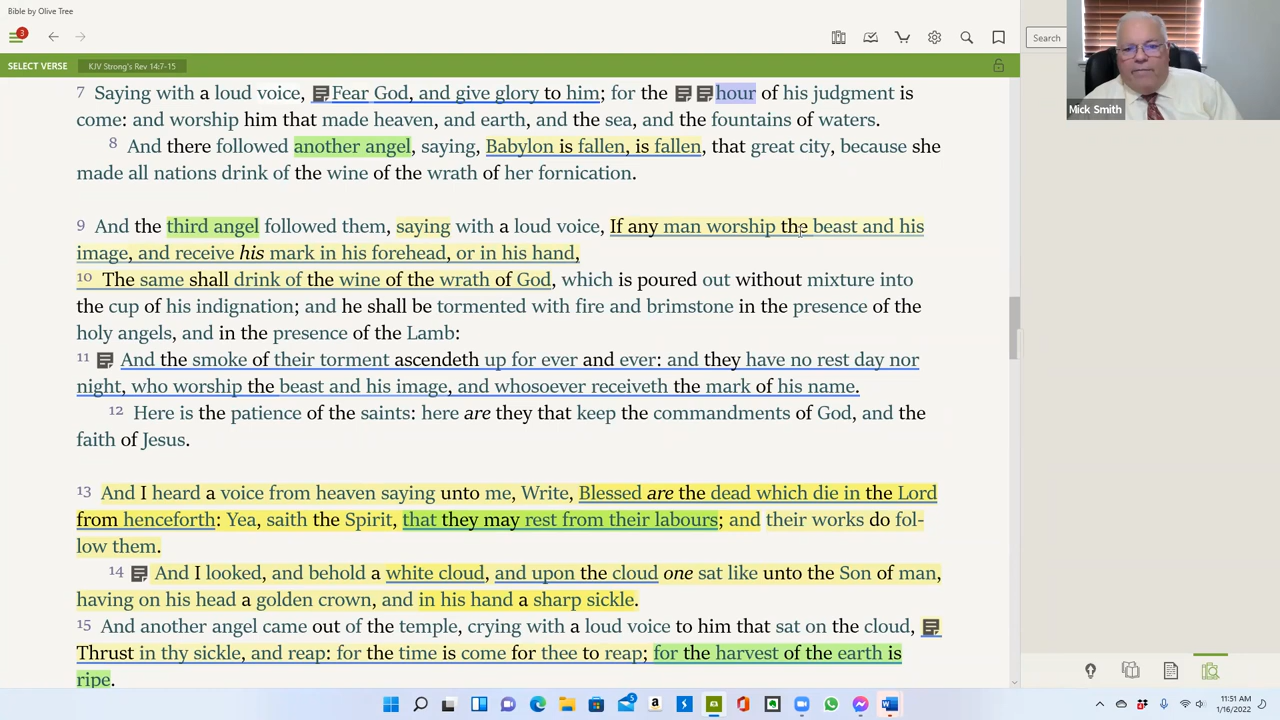 Bible by Olive Tree
3
Search
SELECT VERSE
KJV Strong's Rev 14:7-15
Mick Smith
7 Saying with a loud voice, Fear God, and give glory to him; for the hour of his judgment is
come: and worship him that made heaven, and earth, and the sea, and the fountains of waters.
8 And there followed another angel, saying, Babylon is fallen, is fallen, that great city, because she
made all nations drink of the wine of the wrath of her fornication.
9 And the third angel followed them, saying with a loud voice, If any man worship the beast and his
image, and receive his mark in his forehead, or in his hand,
10 The same shall drink of the wine of the wrath of God, which is poured out without mixture into
the cup of his indignation; and he shall be tormented with fire and brimstone in the presence of the
holy angels, and in the presence of the Lamb:
11 And the smoke of their torment ascendeth up for ever and ever: and they have no rest day nor
night, who worship the beast and his image, and whosoever receiveth the mark of his name.
12 Here is the patience of the saints: here are they that keep the commandments of God, and the
faith of Jesus.
13 And I heard a voice from heaven saying unto me, Write, Blessed are the dead which die in the Lord
from henceforth: Yea, saith the Spirit, that they may rest from their labours; and their works do fol-
low them.
14 And I looked, and behold a white cloud, and upon the cloud one sat like unto the Son of man,
having on his head a golden crown, and in his hand a sharp sickle.
15 And another angel came out of the temple, crying with a loud voice to him that sat on the cloud,
Thrust in thy sickle, and reap: for the time is come for thee to reap; for the harvest of the earth is
ripe.
11:51 AM
1/16/2022